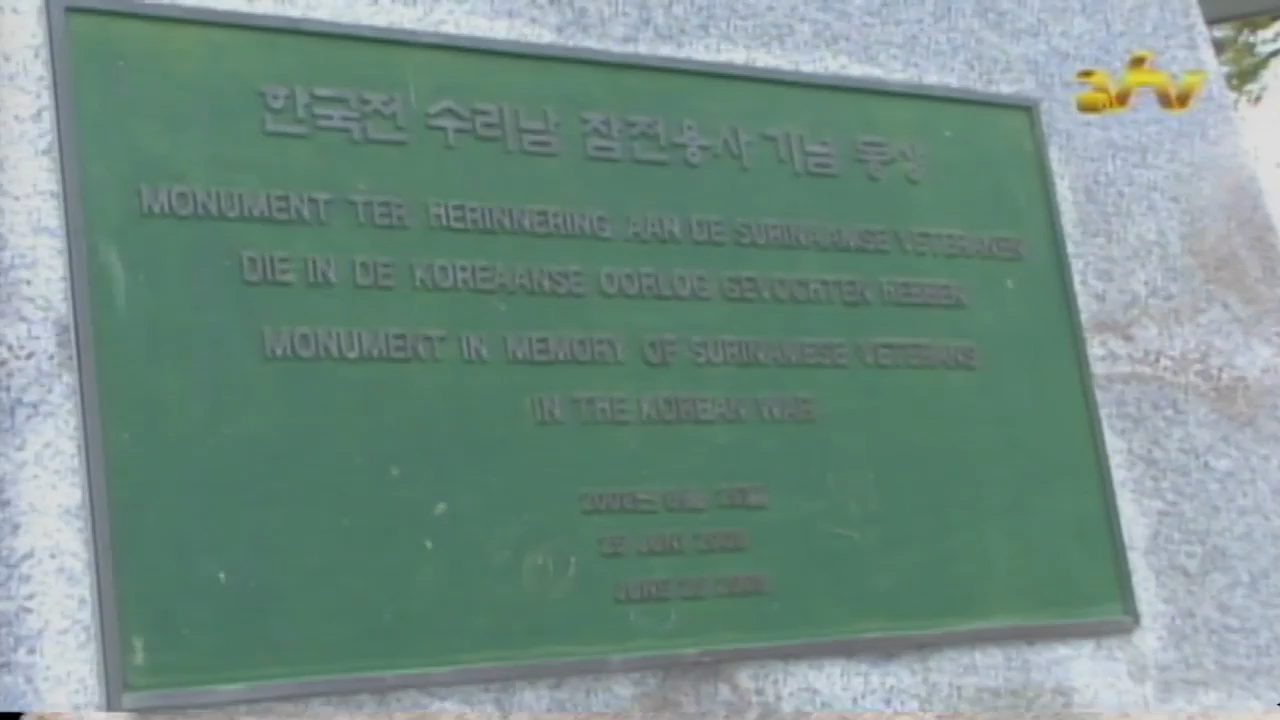 한국전 수리남 참전용사 기념 동상
MONUMENT TER HERINNERING AAN DE SURINAAMSE VETERANEN
DIE IN DE KOREAANSE OORLOG GEVOCHTEN HEBBEN
MONUMENT IN MEMORY OF SURINAMESE VETERANS
IN THE KOREAN WAR
JUNI
JUNE